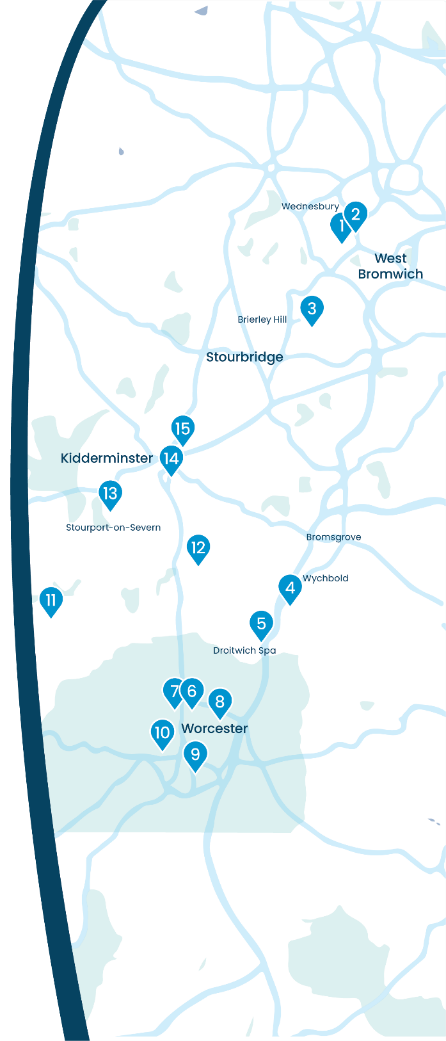 Wednesbury
2
1
West
Bromwich
3
Brierley Hill
Stourbridge
15
Kidderminster
14
13
Stourport-on-Severn
Bromsgrove
12
Wychbold
4
11
5
Droitwich Spa
7
6
8
Worcester
10
9